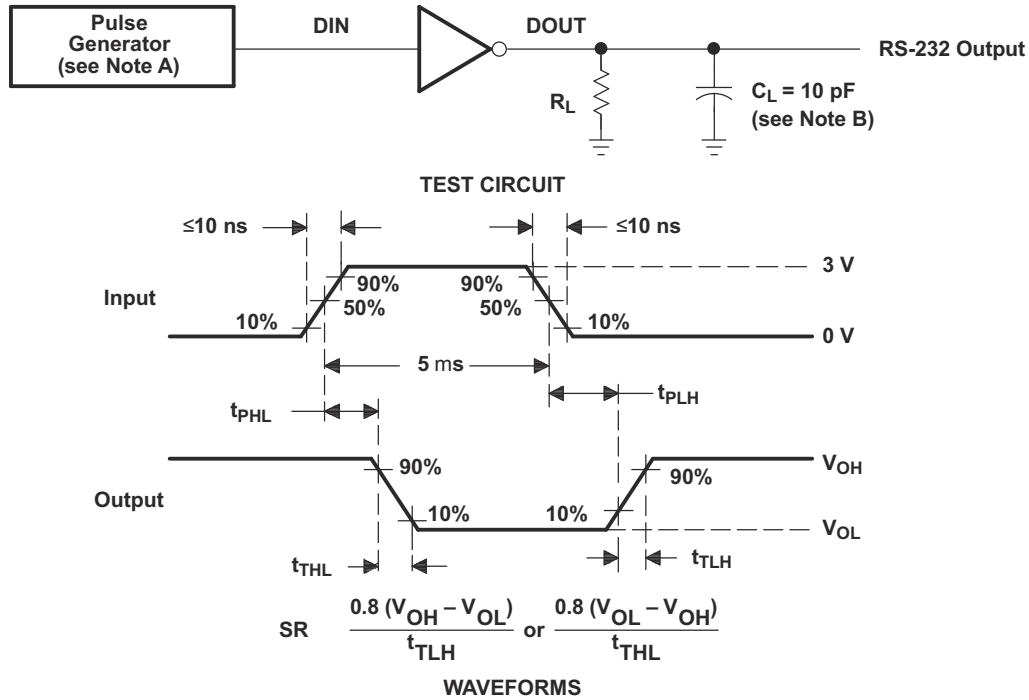 Pulse
Generator
(see Note A)
DIN
DOUT
RS-232 Output
RL
CL = 10 pF
(see Note B)
TEST CIRCUIT
≤10 ns
≤10 ns
Input
10%
90%
50%
90%
50%
10%
3 V
0 V
5 ms
tPHL
tPLH
Output
90%
10%
10%
90%
VOH
VOL
tTHL
tTLH
SR 0.8 (VOH – VOL) / tTLH or 0.8 (VOL – VOH) / tTHL
WAVEFORMS